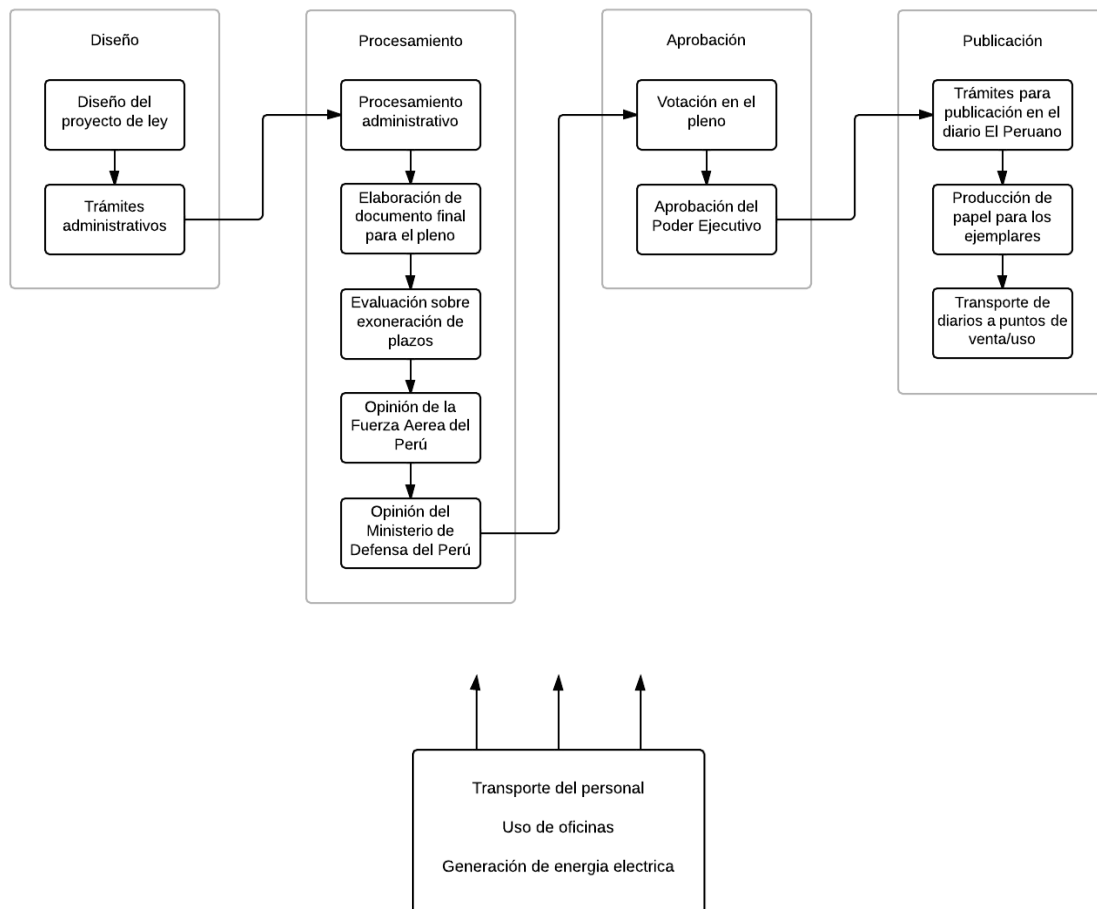 Diseño
Diseño del
proyecto de ley
Trámites
administrativos
Procesamiento
Procesamiento
administrativo
Elaboración de
documento final
para el pleno
Evaluación sobre
exoneración de
plazos
Opinión de la
Fuerza Aerea del
Perú
Opinión del
Ministerio de
Defensa del Perú
Aprobación
Votación en el
pleno
Aprobación del
Poder Ejecutivo
Publicación
Trámites para
publicación en el
diario El Peruano
Producción de
papel para los
ejemplares
Transporte de
diarios a puntos de
venta/uso
Transporte del personal
Uso de oficinas
Generación de energia electrica